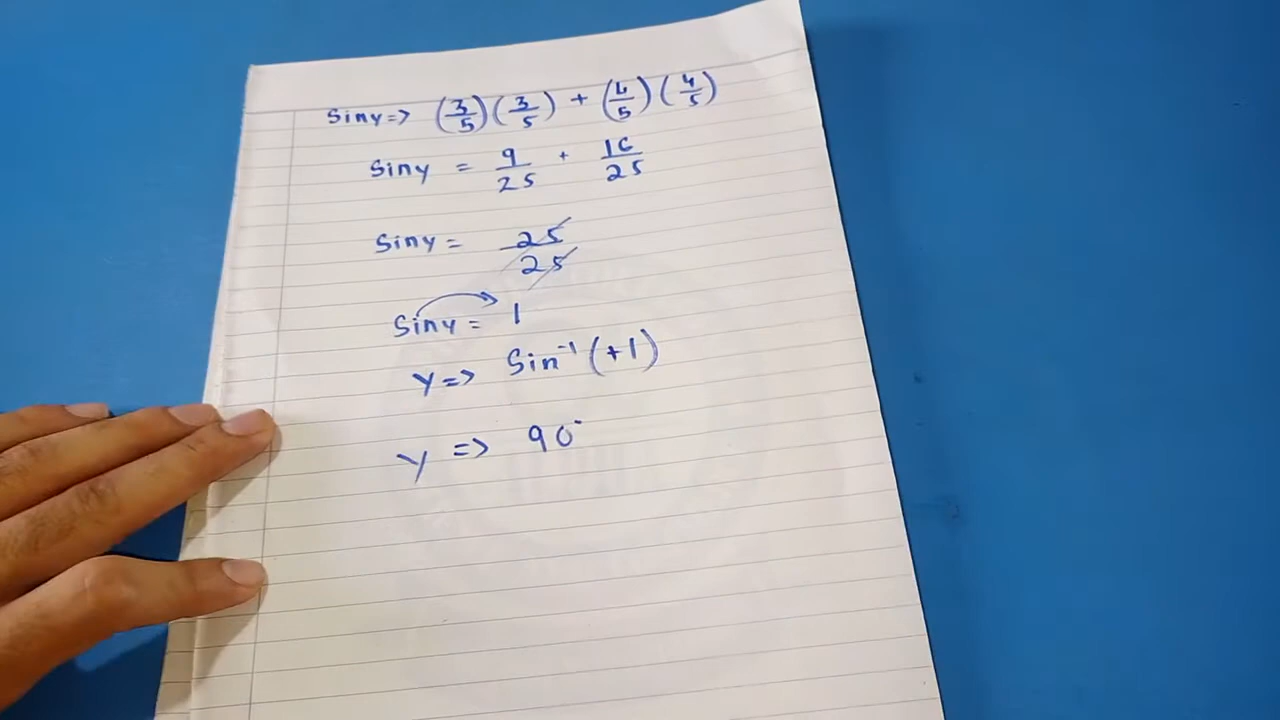 Siny => (3/5)(3/5) + (4/5)(4/5)
Siny = 9/25 + 16/25
Siny = 25/25
Siny = 1
y => Sin⁻¹(+1)
y => 90°